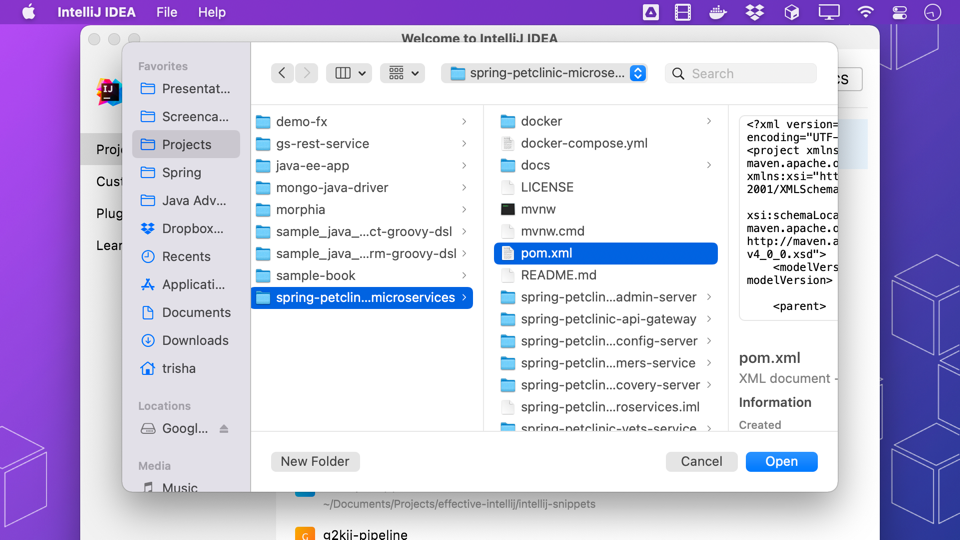 IntelliJ IDEA File Help
Welcome to IntelliJ IDEA
Favorites
Presentat...
Screenca...
Projects
Spring
Java Adv...
Dropbox...
Recents
Applicati...
Documents
Downloads
trisha
Locations
Googl...
Media
Music
spring-petclinic-microse...
Search
demo-fx
gs-rest-service
java-ee-app
mongo-java-driver
morphia
sample_java_...ct-groovy-dsl
sample_java_...rm-groovy-dsl
sample-book
spring-petclin...microservices
docker
docker-compose.yml
docs
LICENSE
mvnw
mvnw.cmd
pom.xml
README.md
spring-petclin...admin-server
spring-petclinic-api-gateway
spring-petclin...config-server
spring-petclin...mers-service
spring-petclin...covery-server
spring-petclin...roservices.iml
spring-petclinic-vets-service
<?xml version=
encoding="UTF-
<project xmlns
maven.apache.o
xmlns:xsi="htt
2001/XMLSchema
xsi:schemaLoca
maven.apache.o
http://maven.a
v4_0_0.xsd">
<modelVers
modelVersion>
<parent>
pom.xml
XML document -
Information
Created
New Folder
Cancel
Open
IJ
Proj
Cust
Plug
Lear
CS
~/Documents/Projects/effective-intellij/intellij-snippets
G
g2kij-pipeline